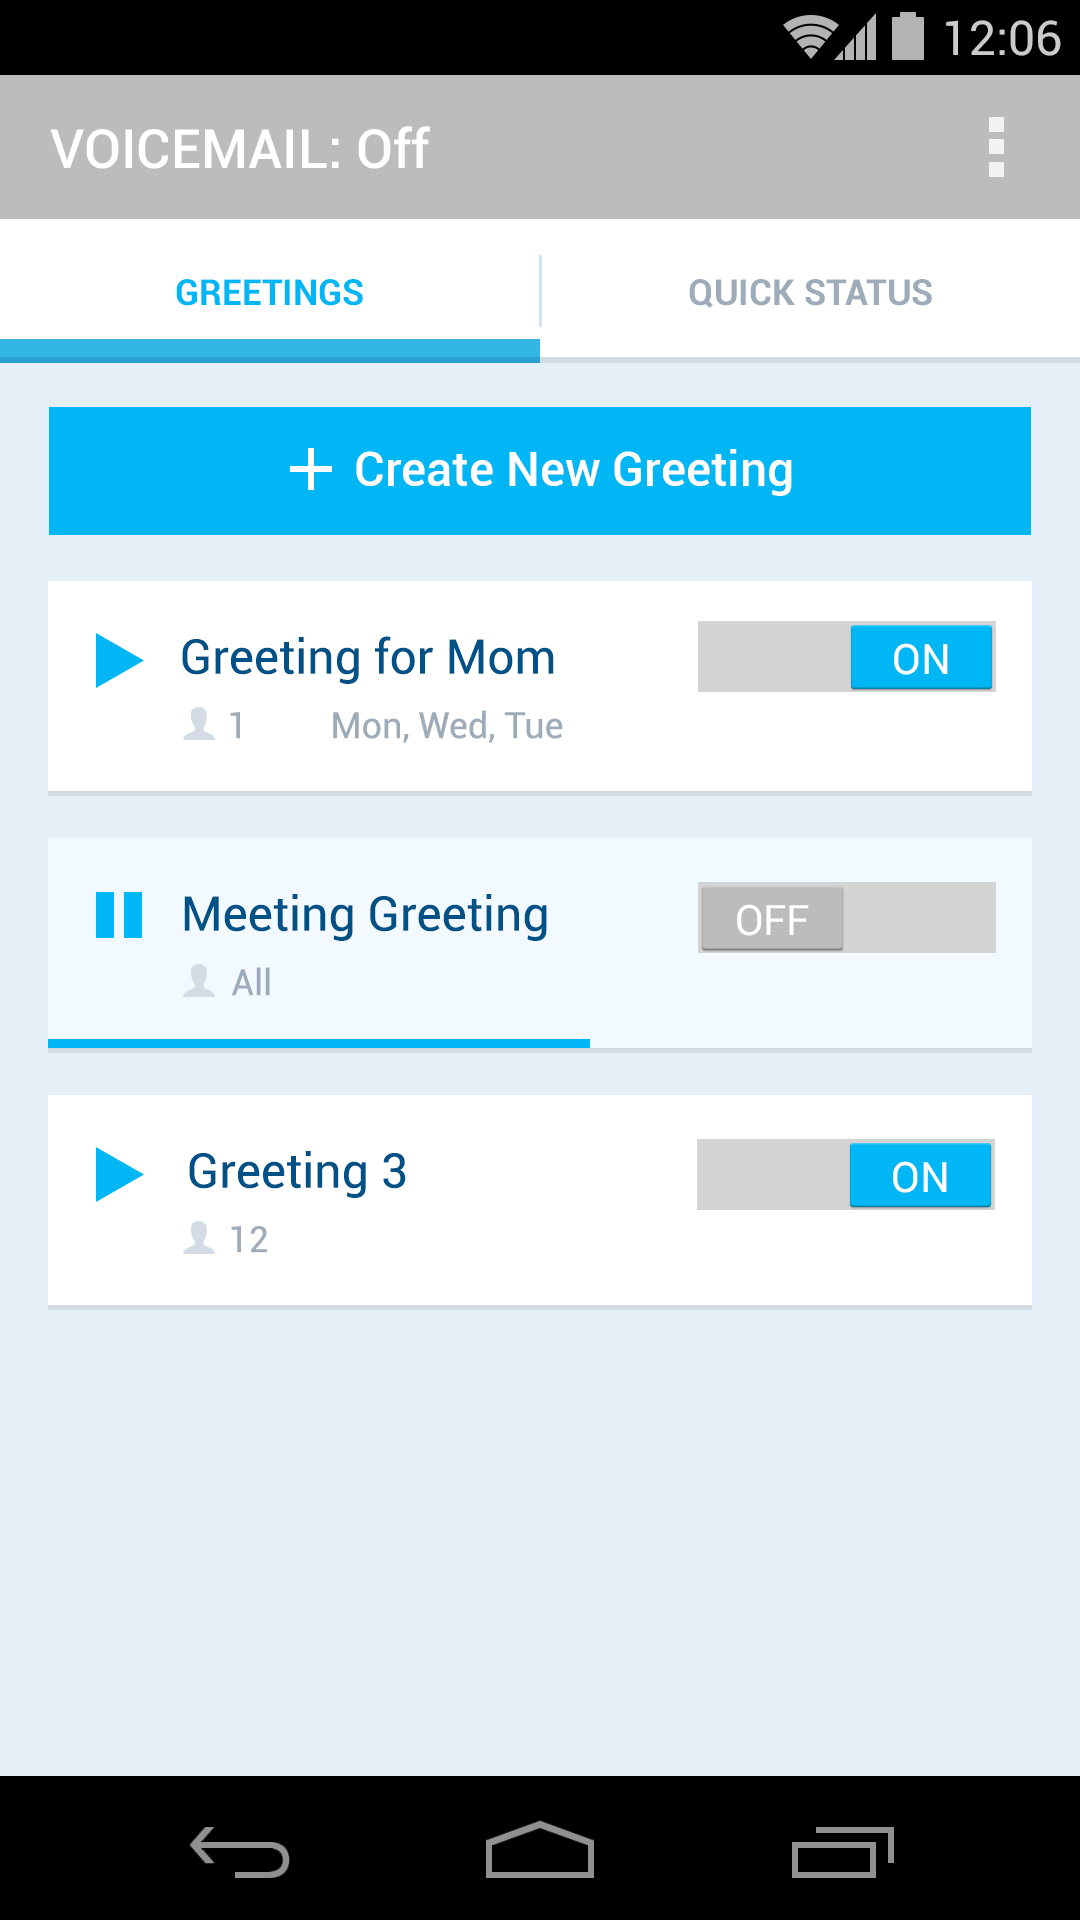 12:06
VOICEMAIL: Off
GREETINGS
QUICK STATUS
Create New Greeting
Greeting for Mom
ON
1
Mon, Wed, Tue
Meeting Greeting
OFF
All
Greeting 3
ON
12